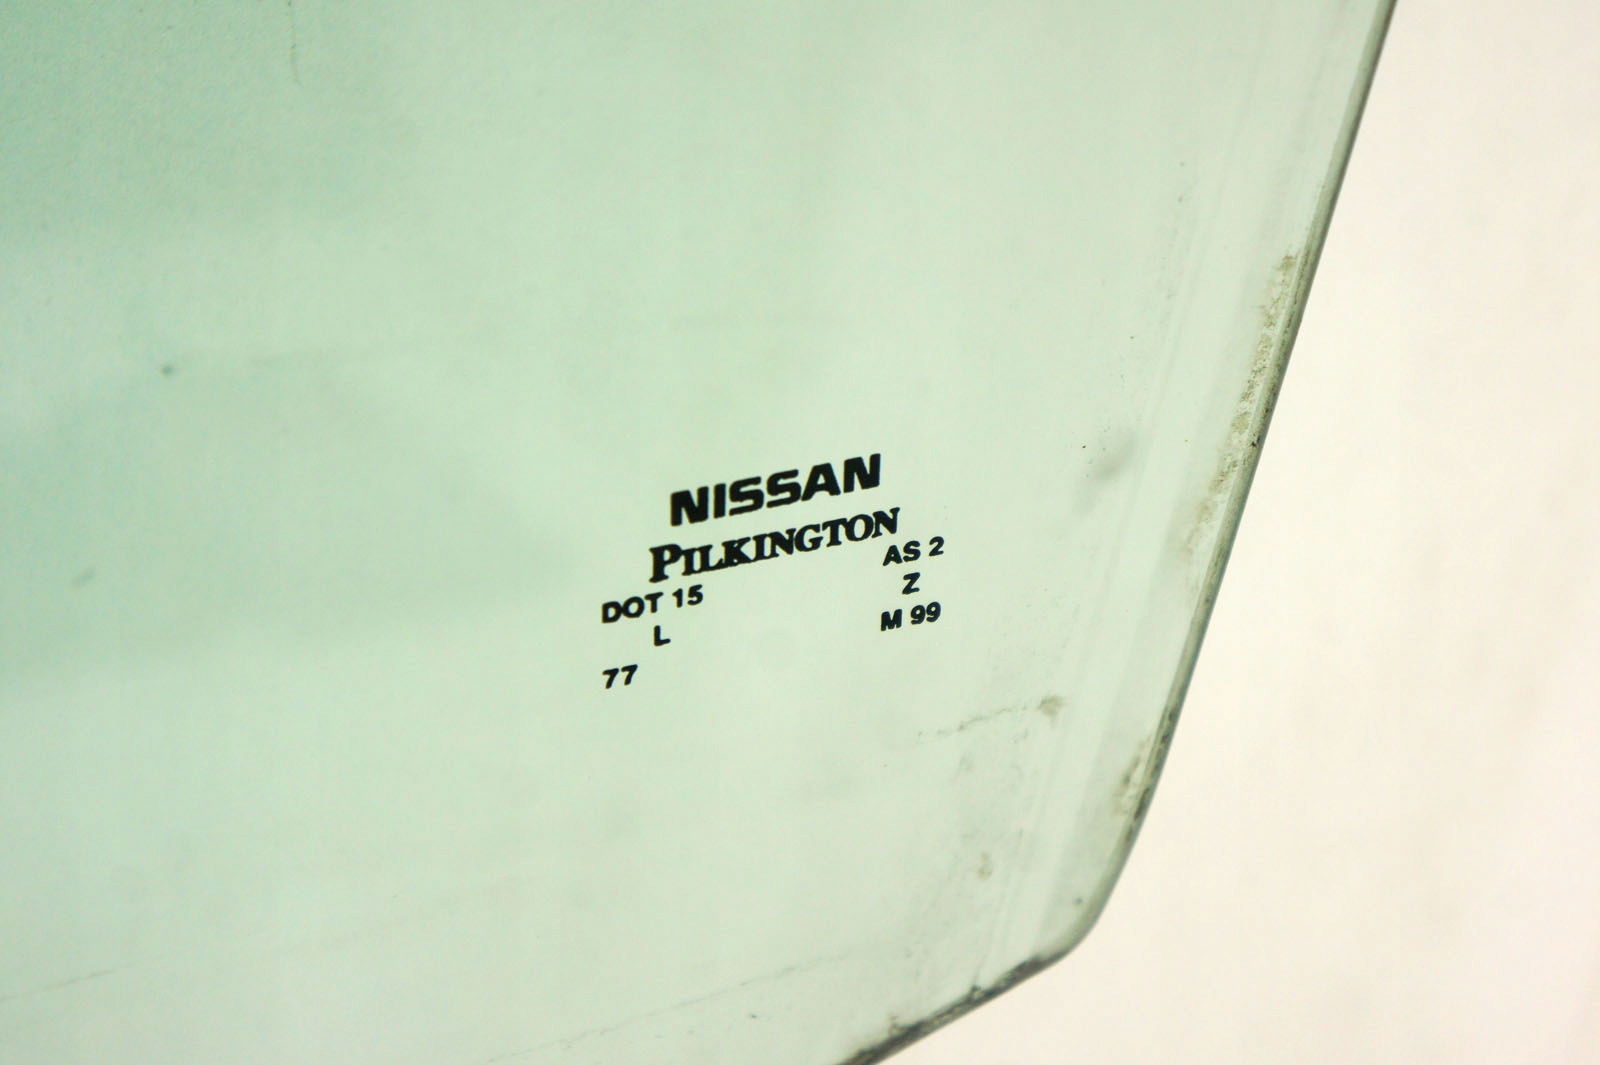 NISSAN
PILKINGTON
DOT 15 AS 2
L Z
M 99
77